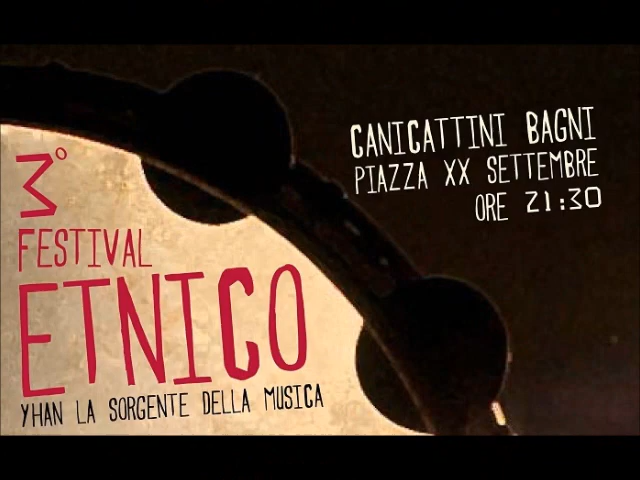 3°
FESTIVAL
ETNICO
YHAN LA SORGENTE DELLA MUSICA
CANICATTINI BAGNI
PIAZZA XX SETTEMBRE
ORE 21:30